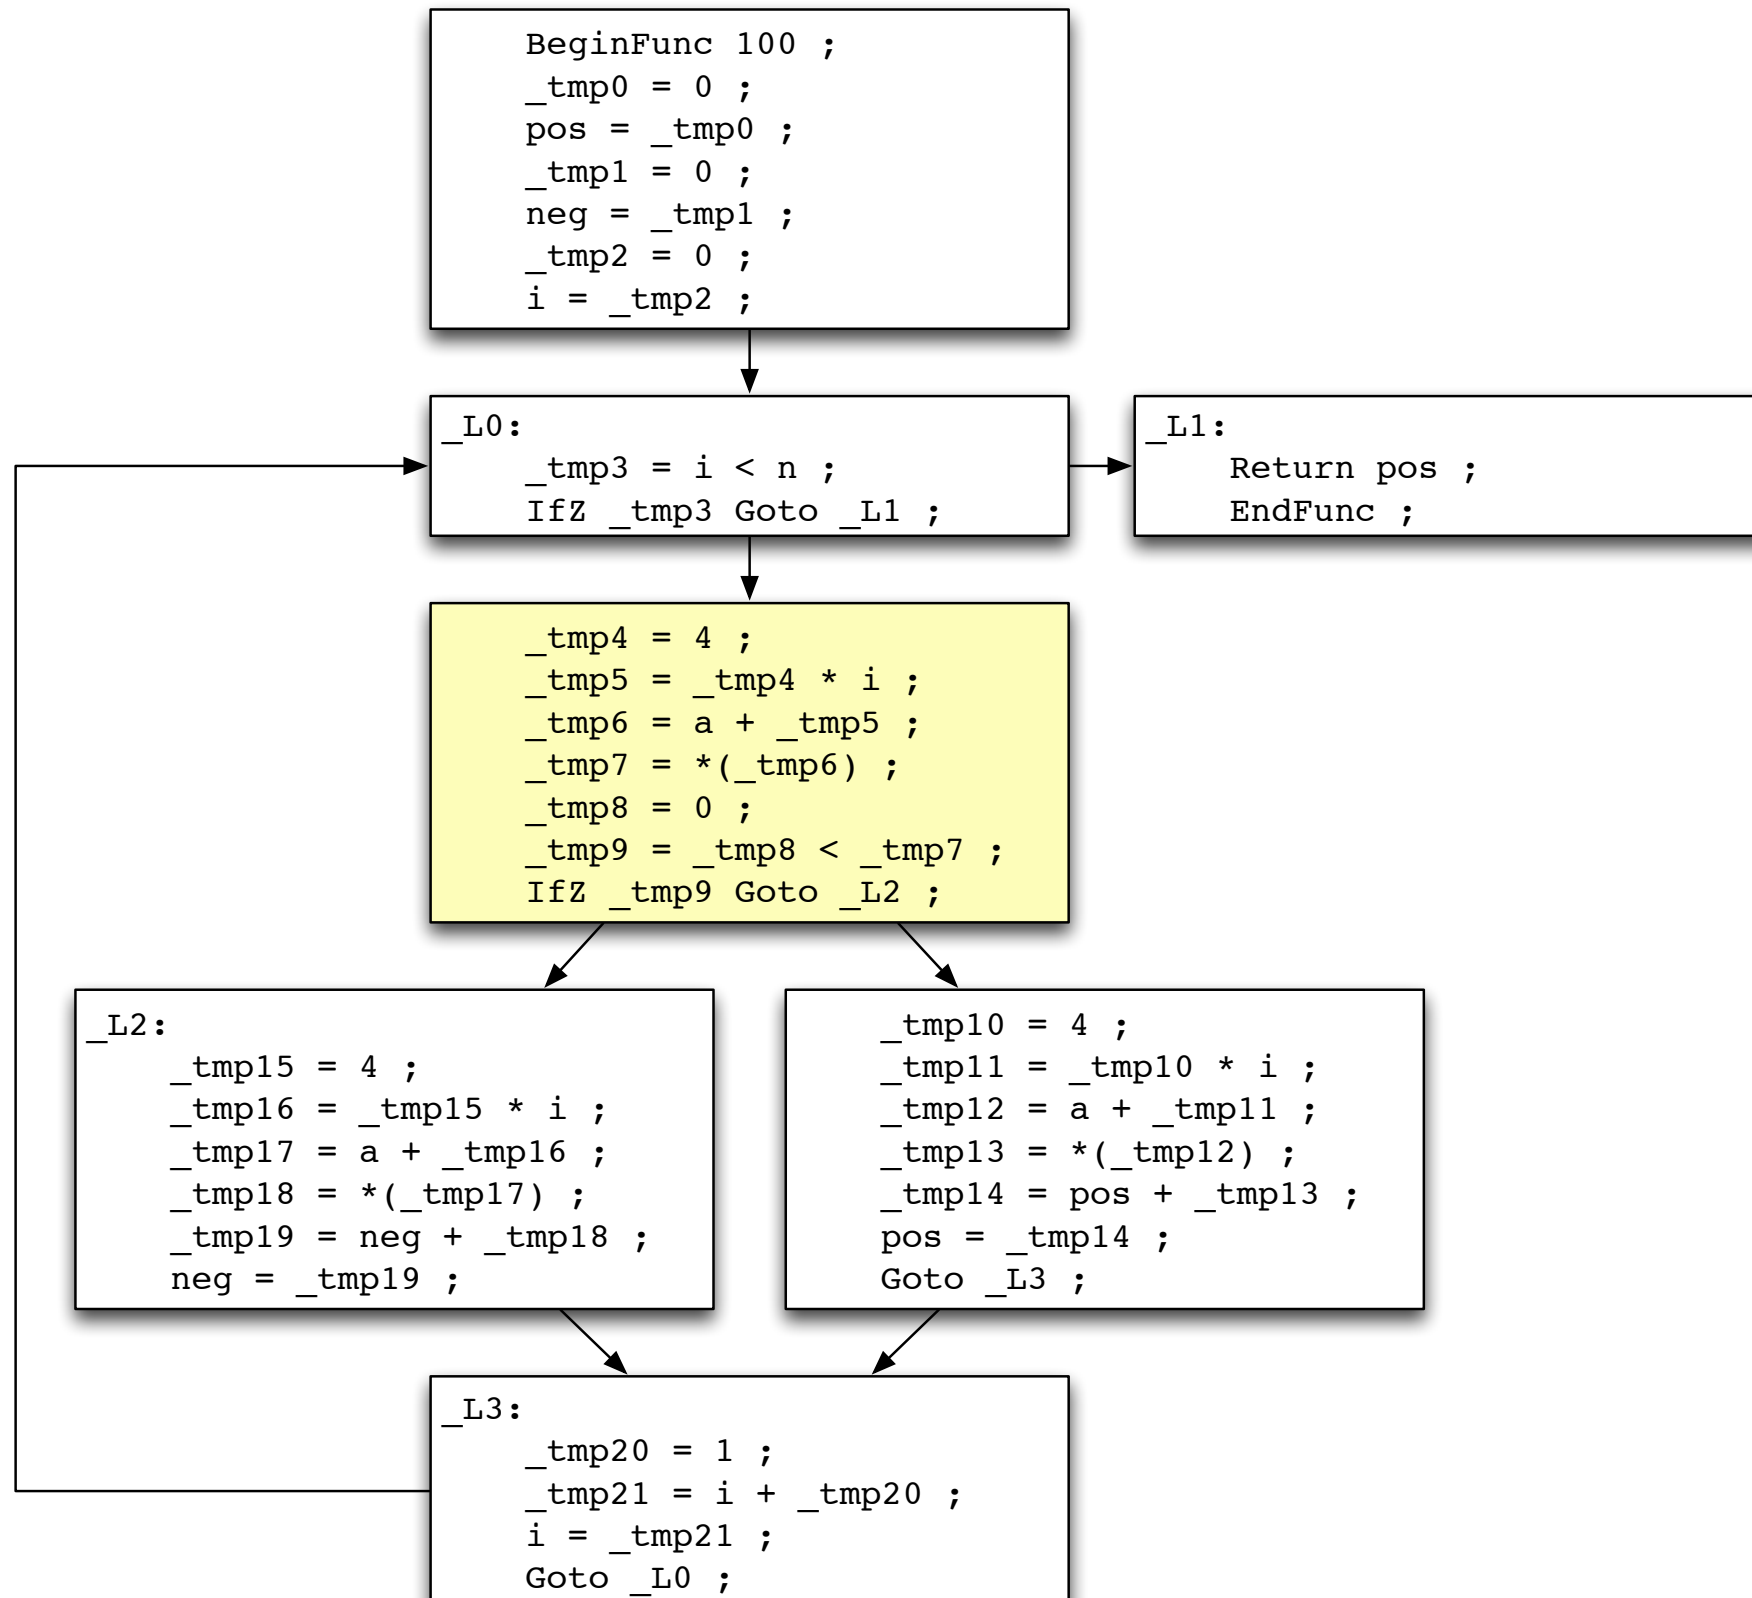 BeginFunc 100 ;
_tmp0 = 0 ;
pos = _tmp0 ;
_tmp1 = 0 ;
neg = _tmp1 ;
_tmp2 = 0 ;
i = _tmp2 ;
_L0:
_tmp3 = i < n ;
IfZ _tmp3 Goto _L1 ;
_L1:
Return pos ;
EndFunc ;
_tmp4 = 4 ;
_tmp5 = _tmp4 * i ;
_tmp6 = a + _tmp5 ;
_tmp7 = *(_tmp6) ;
_tmp8 = 0 ;
_tmp9 = _tmp8 < _tmp7 ;
IfZ _tmp9 Goto _L2 ;
_L2:
_tmp15 = 4 ;
_tmp16 = _tmp15 * i ;
_tmp17 = a + _tmp16 ;
_tmp18 = *(_tmp17) ;
_tmp19 = neg + _tmp18 ;
neg = _tmp19 ;
_tmp10 = 4 ;
_tmp11 = _tmp10 * i ;
_tmp12 = a + _tmp11 ;
_tmp13 = *(_tmp12) ;
_tmp14 = pos + _tmp13 ;
pos = _tmp14 ;
Goto _L3 ;
_L3:
_tmp20 = 1 ;
_tmp21 = i + _tmp20 ;
i = _tmp21 ;
Goto _L0 ;